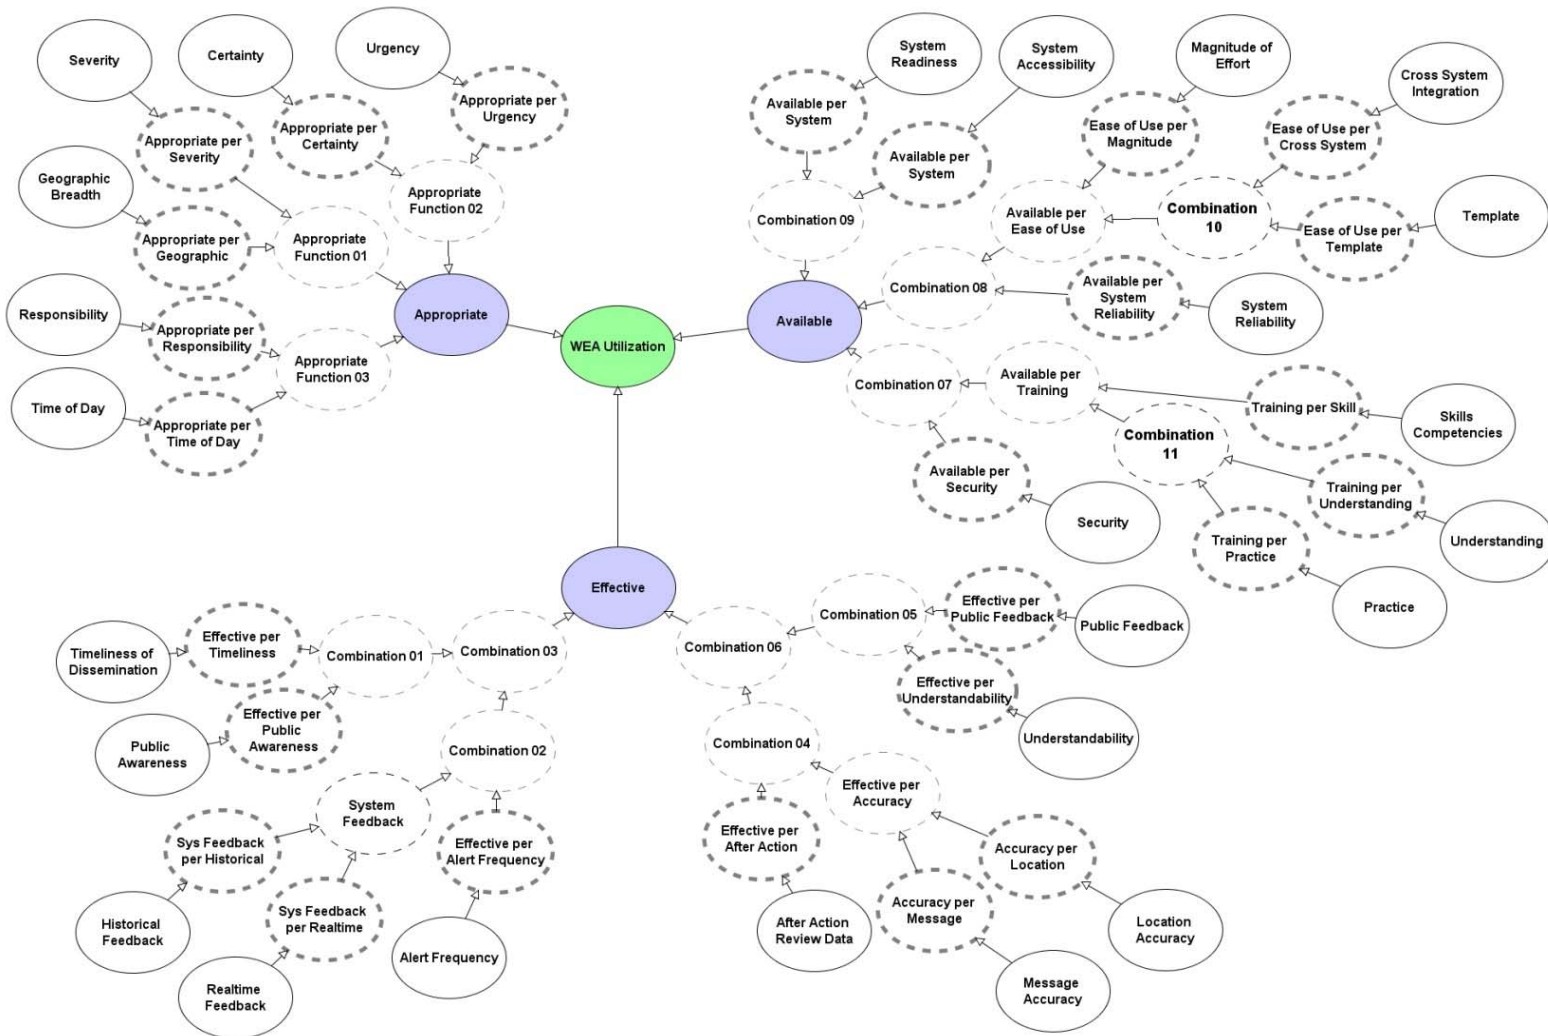 Severity
Certainty
Urgency
Appropriate per
Urgency
Appropriate per
Certainty
Appropriate per
Severity
Geographic
Breadth
Appropriate
Function 02
Appropriate per
Geographic
Appropriate
Function 01
Responsibility
Appropriate per
Responsibility
Appropriate
Function 03
Time of Day
Appropriate per
Time of Day
Appropriate
WEA Utilization
Available
System
Readiness
System
Accessibility
Magnitude of
Effort
Cross System
Integration
Available per
System
Available per
System
Ease of Use per
Magnitude
Ease of Use per
Cross System
Combination 09
Available per
Ease of Use
Combination
10
Ease of Use per
Template
Template
Combination 08
Available per
System
Reliability
System
Reliability
Combination 07
Available per
Training
Training per Skill
Skills
Competencies
Combination
11
Available per
Security
Security
Training per
Understanding
Understanding
Training per
Practice
Practice
Effective
Timeliness of
Dissemination
Effective per
Timeliness
Combination 01
Combination 03
Public
Awareness
Effective per
Public
Awareness
Combination 02
System
Feedback
Sys Feedback
per Historical
Effective per
Alert Frequency
Historical
Feedback
Sys Feedback
per Realtime
Realtime
Feedback
Alert Frequency
Combination 06
Combination 05
Effective per
Public Feedback
Public Feedback
Effective per
Understandability
Understandability
Combination 04
Effective per
Accuracy
Effective per
After Action
Accuracy per
Location
Accuracy per
Message
After Action
Review Data
Location
Accuracy
Message
Accuracy